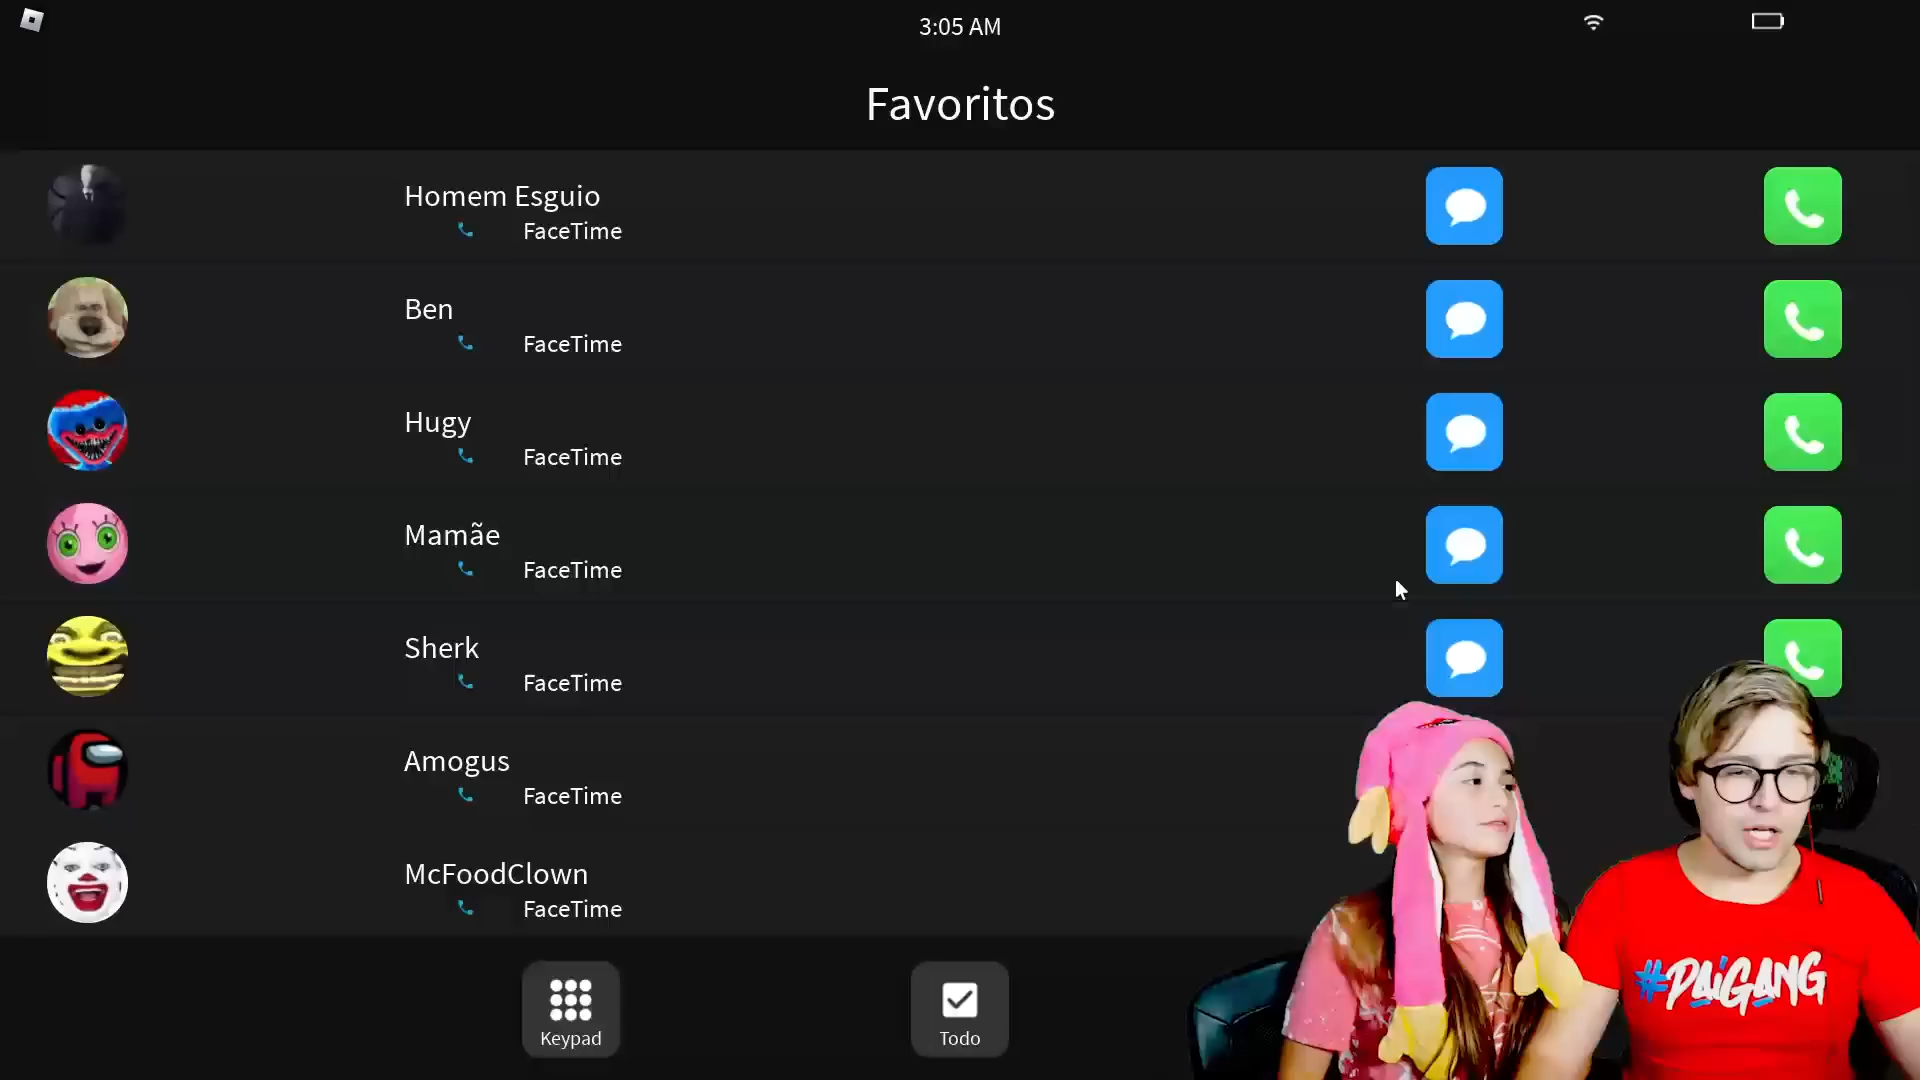 3:05 AM
Favoritos
Homem Esguio
FaceTime
Ben
FaceTime
Hugy
FaceTime
Mamãe
FaceTime
Sherk
FaceTime
Amogus
FaceTime
McFoodClown
FaceTime
Keypad
Todo
#PAiGANG